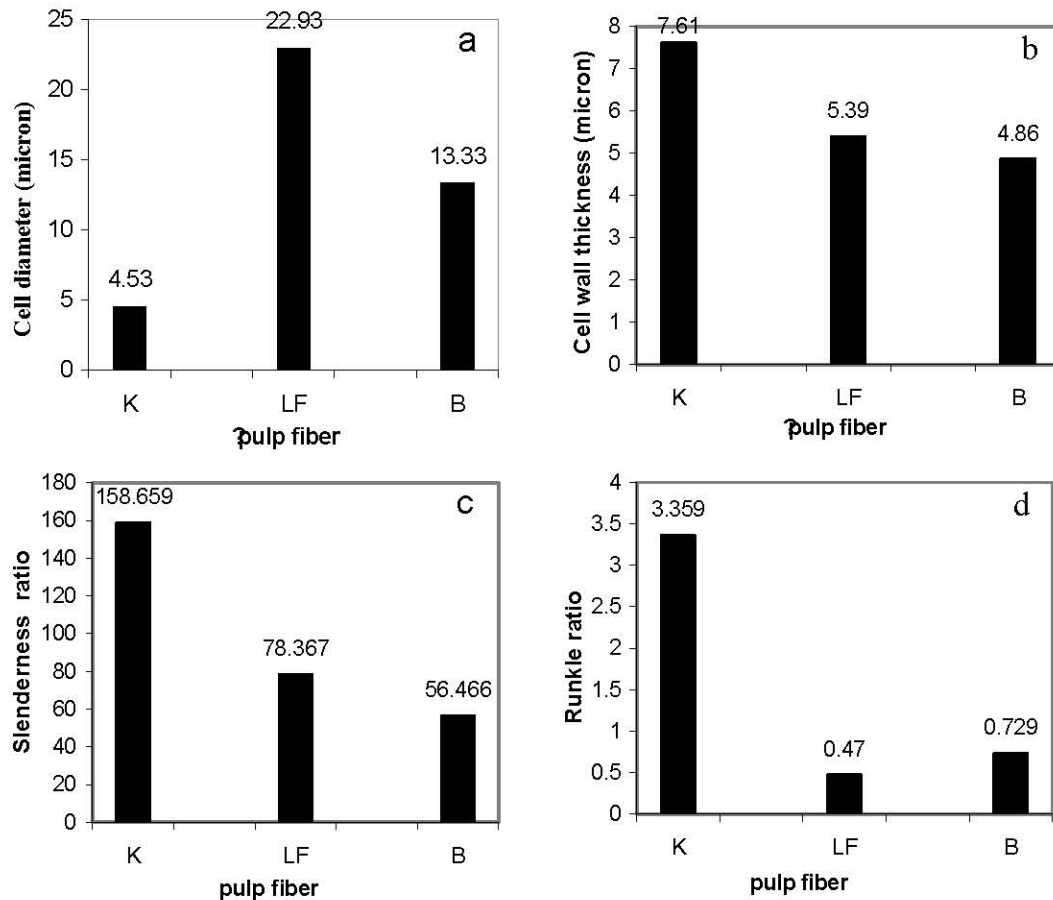 a
Cell diameter (micron)
25
20
15
10
5
0
4.53
22.93
13.33
K LF B
?pulp fiber
b
Cell wall thickness (micron)
8
7
6
5
4
3
2
1
0
7.61
5.39
4.86
K LF B
?pulp fiber
c
Slenderness ratio
180
160
140
120
100
80
60
40
20
0
158.659
78.367
56.466
K LF B
pulp fiber
d
Runkle ratio
4
3.5
3
2.5
2
1.5
1
0.5
0
3.359
0.47
0.729
K LF B
pulp fiber